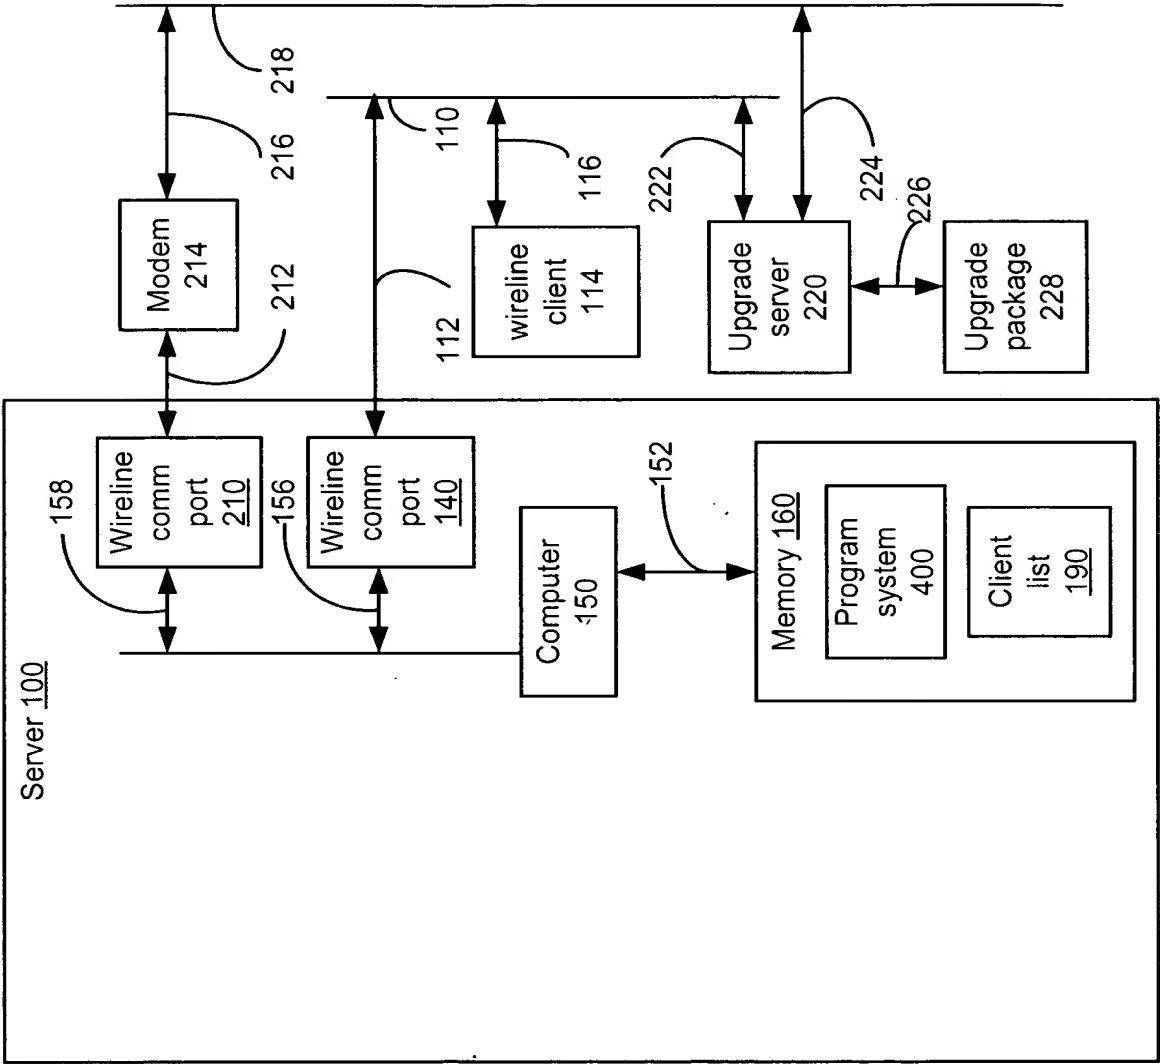 Server 100
158
Wireline
comm
port
210
212
Modem
214
216
218
156
Wireline
comm
port
140
112
110
Computer
150
wireline
client
114
116
152
Memory 160
Program
system
400
Client
list
190
Upgrade
server
220
222
224
226
Upgrade
package
228